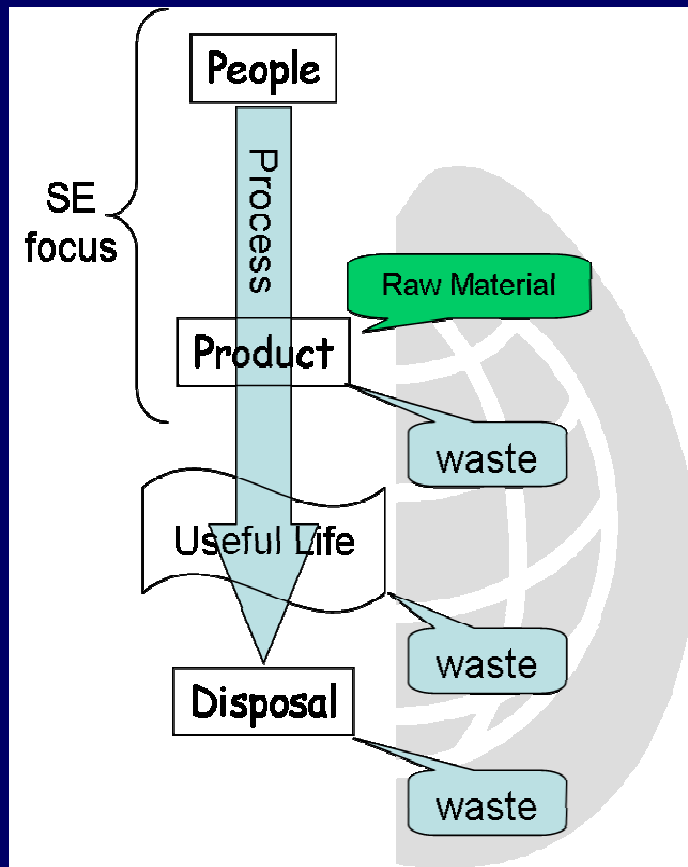 People
Process
SE
focus
Raw Material
Product
waste
Useful Life
waste
Disposal
waste